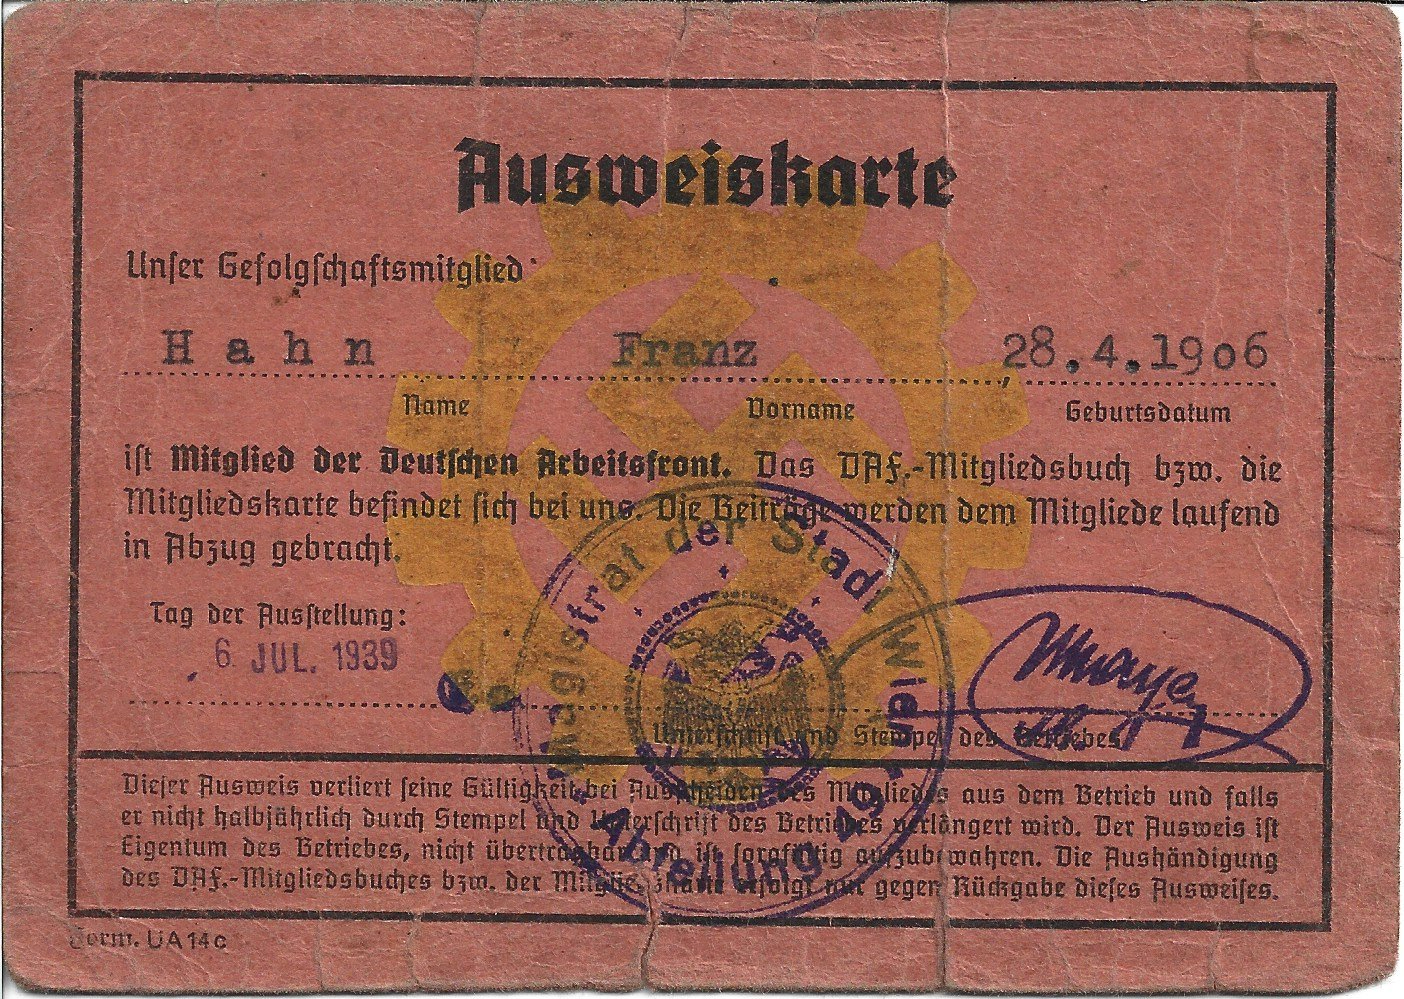 Ausweiskarte
Unser Gefolgschaftsmitglied
Hahn Franz 28.4.1906
Name Vorname Geburtsdatum
ist Mitglied der Deutschen Arbeitsfront. Das DAF.-Mitgliedsbuch bzw. die
Mitgliedskarte befindet sich bei uns. Die Beiträge werden dem Mitgliede laufend
in Abzug gebracht.
Tag der Ausstellung:
6. JUL. 1939
Magistrat der Stadt Wien
Abteilung 29
Unterschrift und Stempel des Betriebes
Dieser Ausweis verliert seine Gültigkeit bei Ausscheiden des Mitgliedes aus dem Betrieb und falls
er nicht halbjährlich durch Stempel und Unterschrift des Betriebes verlängert wird. Der Ausweis ist
Eigentum des Betriebes, nicht übertragbar und ist sorgfältig aufzubewahren. Die Aushändigung
des DAF.-Mitgliedsbuches bzw. der Mitgliedskarte erfolgt nur gegen Rückgabe dieses Ausweises.
Form. UA 14c